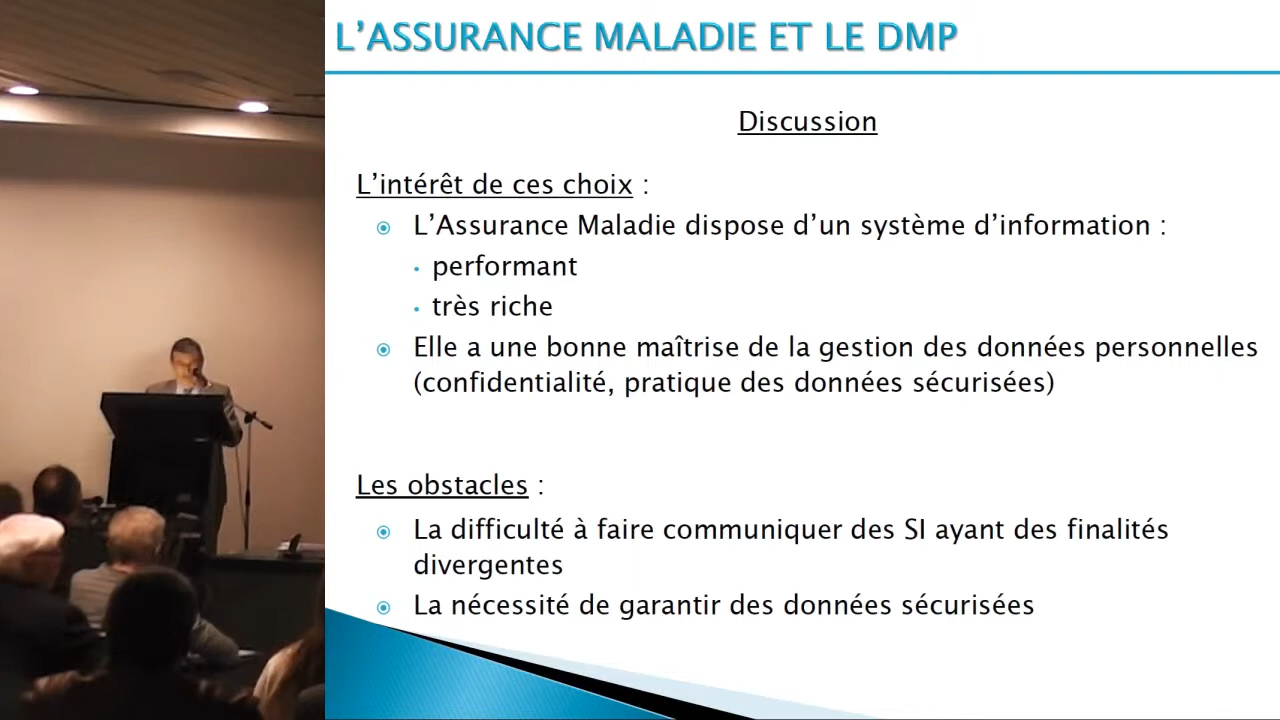 L'ASSURANCE MALADIE ET LE DMP
Discussion
L'intérêt de ces choix :
L'Assurance Maladie dispose d'un système d'information :
performant
très riche
Elle a une bonne maîtrise de la gestion des données personnelles
(confidentialité, pratique des données sécurisées)
Les obstacles :
La difficulté à faire communiquer des SI ayant des finalités
divergentes
La nécessité de garantir des données sécurisées